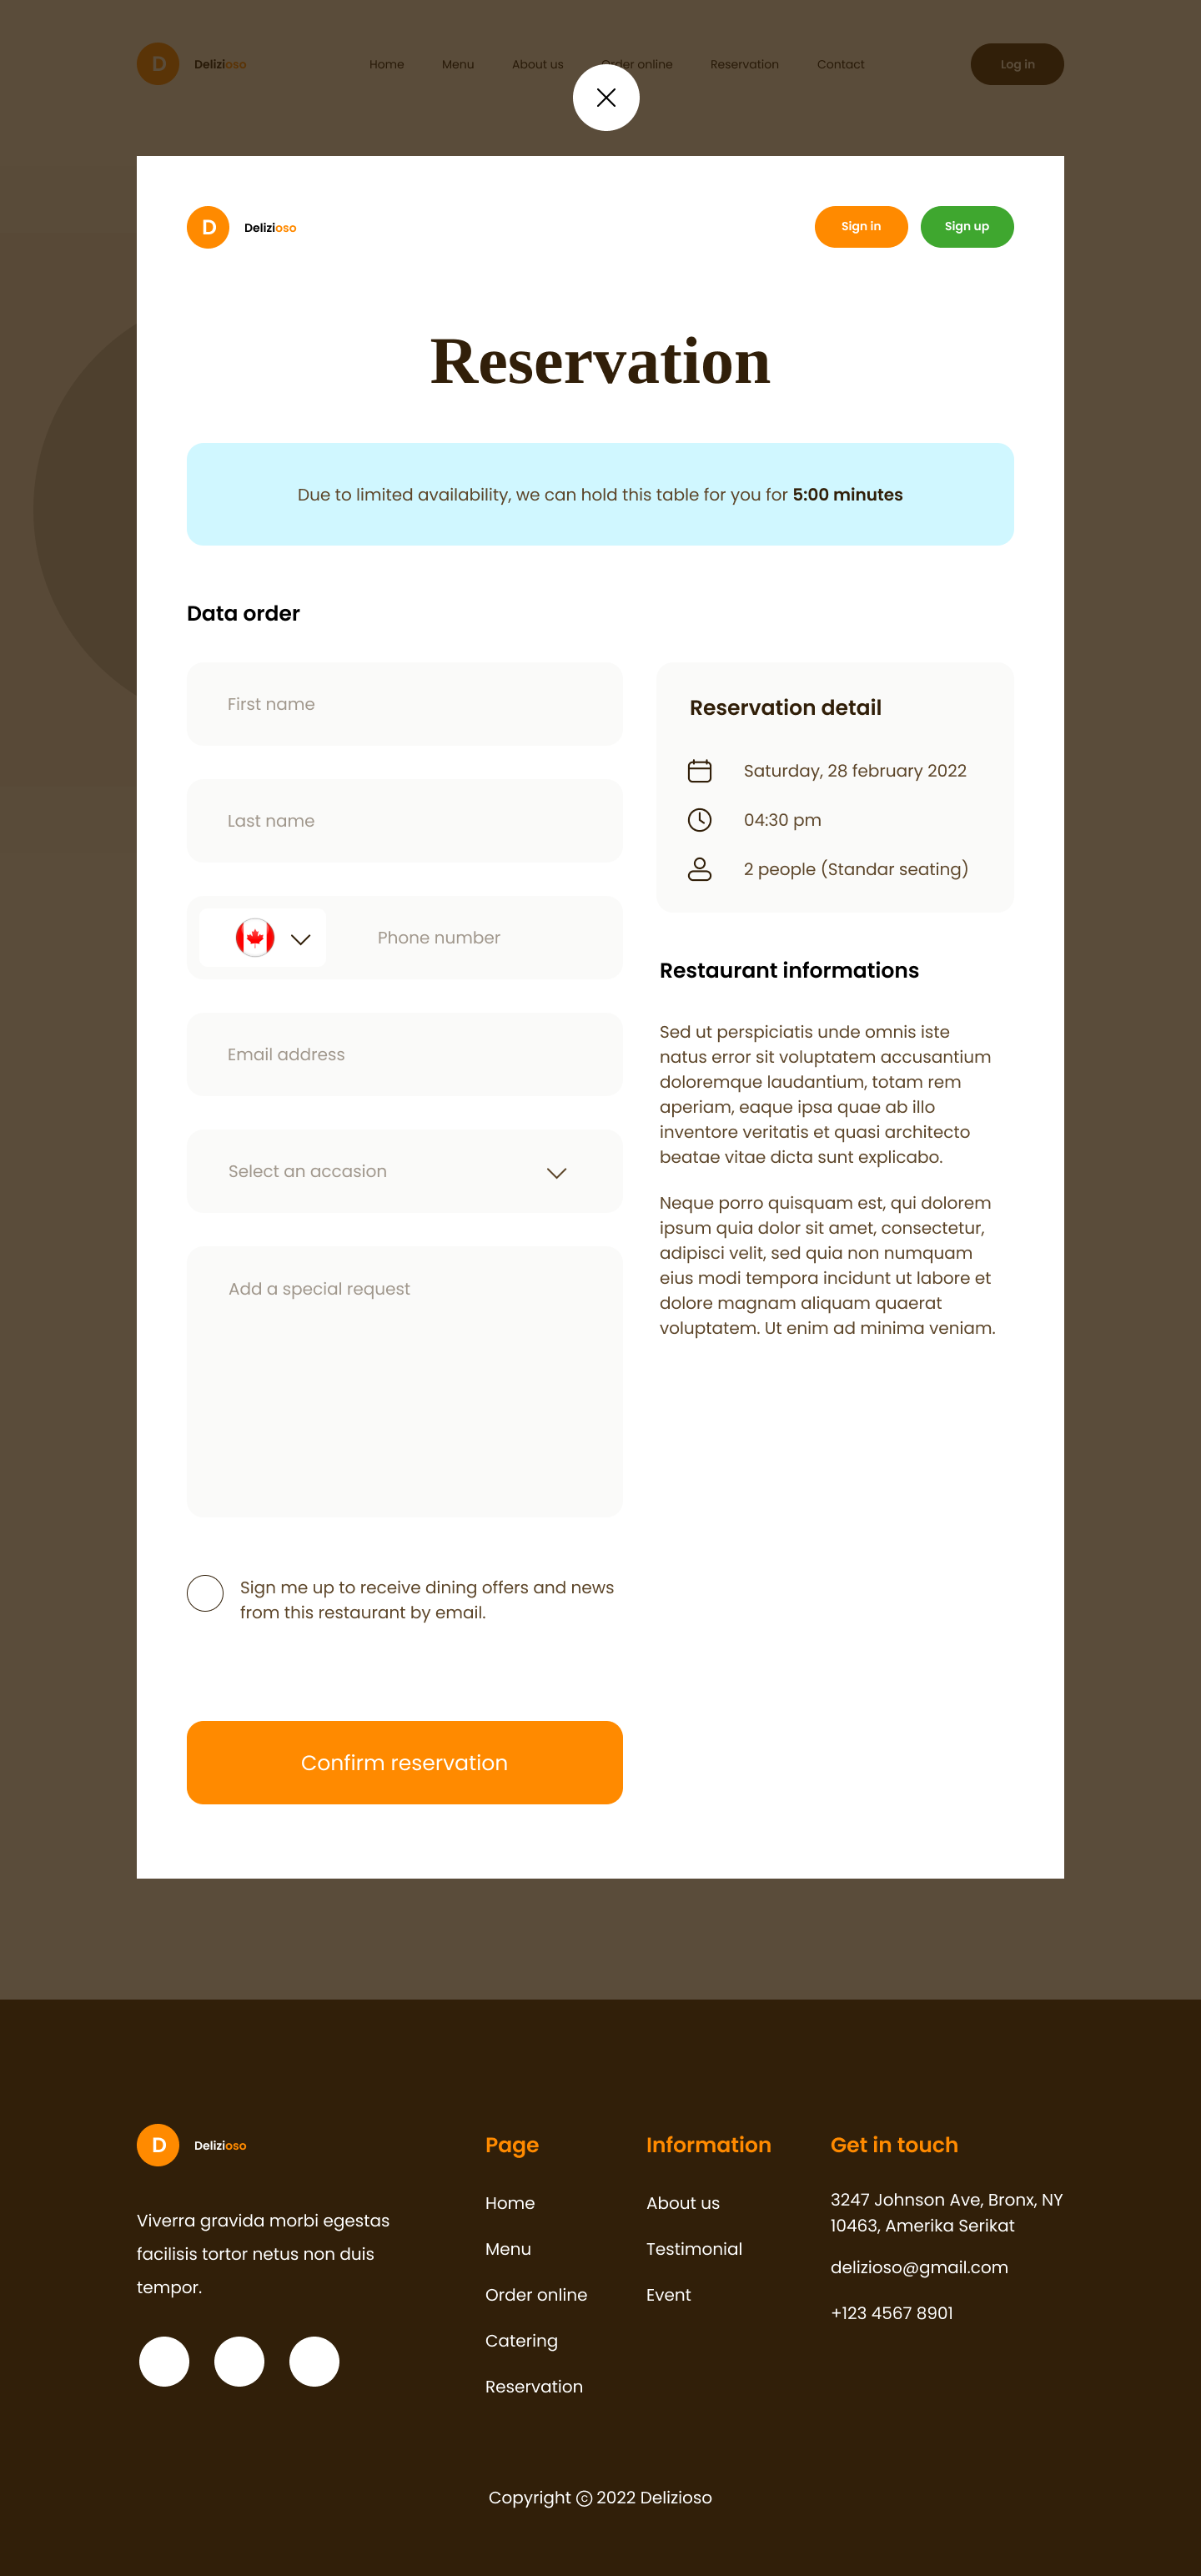 D
Delizioso
Home
Menu
About us
Order online
Reservation
Contact
Log in
D
Delizioso
Sign in
Sign up
Reservation
Due to limited availability, we can hold this table for you for 5:00 minutes
Data order
First name
Last name
Phone number
Email address
Select an accasion
Add a special request
Sign me up to receive dining offers and news
from this restaurant by email.
Confirm reservation
Reservation detail
Saturday, 28 february 2022
04:30 pm
2 people (Standar seating)
Restaurant informations
Sed ut perspiciatis unde omnis iste
natus error sit voluptatem accusantium
doloremque laudantium, totam rem
aperiam, eaque ipsa quae ab illo
inventore veritatis et quasi architecto
beatae vitae dicta sunt explicabo.
Neque porro quisquam est, qui dolorem
ipsum quia dolor sit amet, consectetur,
adipisci velit, sed quia non numquam
eius modi tempora incidunt ut labore et
dolore magnam aliquam quaerat
voluptatem. Ut enim ad minima veniam.
D
Delizioso
Viverra gravida morbi egestas
facilisis tortor netus non duis
tempor.
Page
Home
Menu
Order online
Catering
Reservation
Information
About us
Testimonial
Event
Get in touch
3247 Johnson Ave, Bronx, NY
10463, Amerika Serikat
delizioso@gmail.com
+123 4567 8901
Copyright © 2022 Delizioso